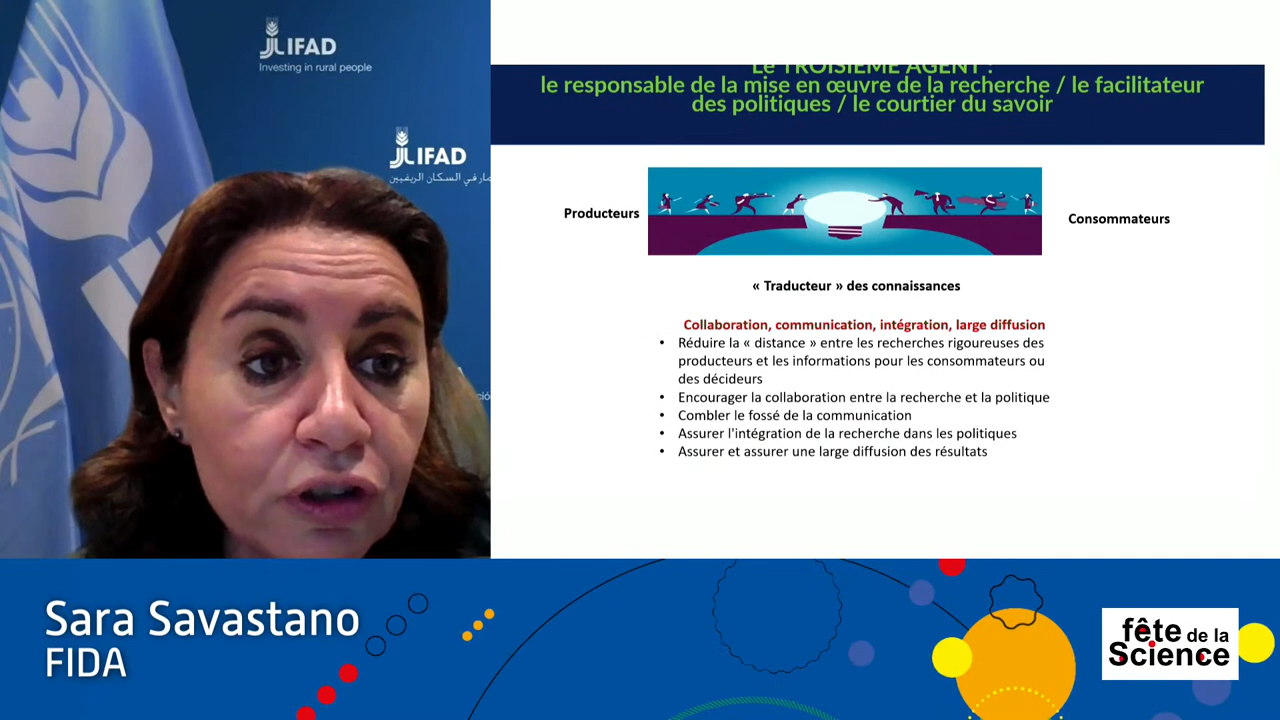 IFAD
Investing in rural people
IFAD
Le TROISIÈME AGENT :
le responsable de la mise en œuvre de la recherche / le facilitateur
des politiques / le courtier du savoir
Producteurs
Consommateurs
« Traducteur » des connaissances
Collaboration, communication, intégration, large diffusion
• Réduire la « distance » entre les recherches rigoureuses des
producteurs et les informations pour les consommateurs ou
des décideurs
• Encourager la collaboration entre la recherche et la politique
• Combler le fossé de la communication
• Assurer l'intégration de la recherche dans les politiques
• Assurer et assurer une large diffusion des résultats
Sara Savastano
FIDA
fête de la
Science